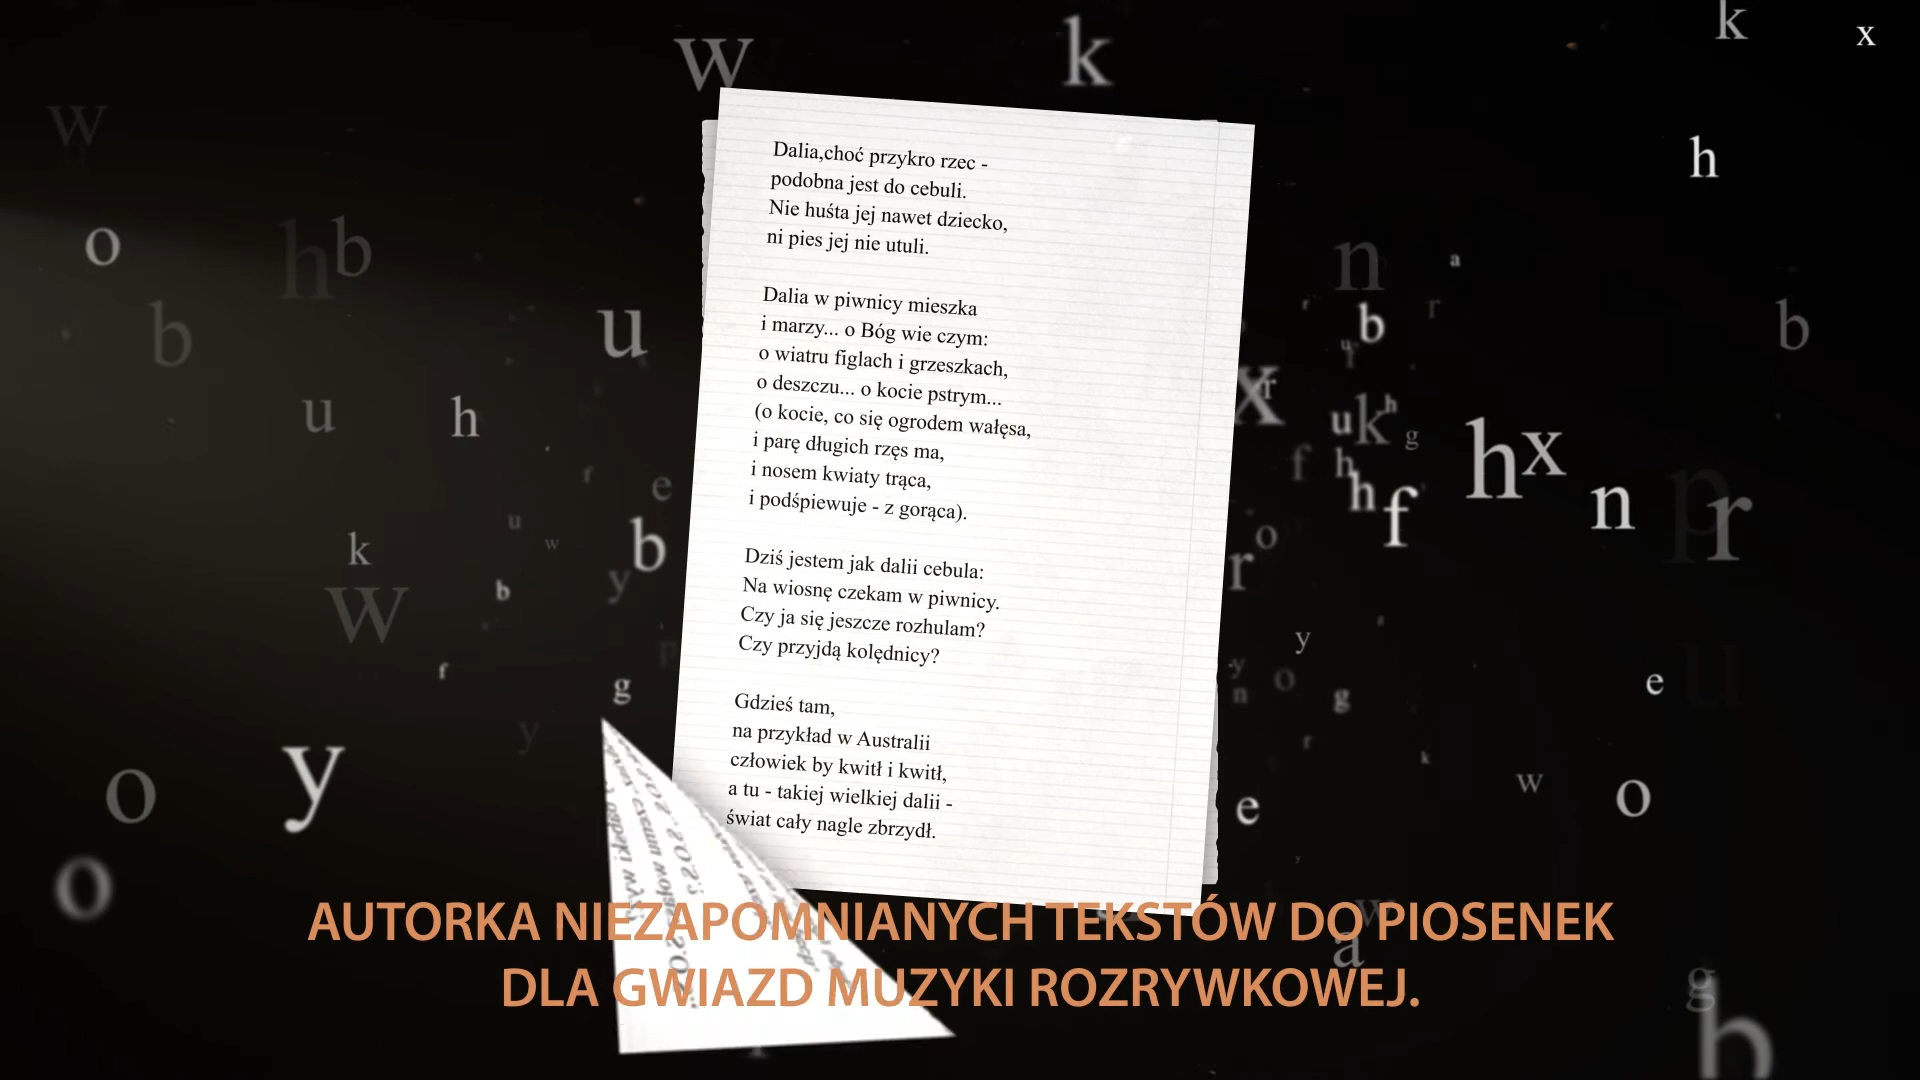 Dalia,choć przykro rzec -
podobna jest do cebuli.
Nie huśta jej nawet dziecko,
ni pies jej nie utuli.
Dalia w piwnicy mieszka
i marzy... o Bóg wie czym:
o wiatru figlach i grzeszkach,
o deszczu... o kocie pstrym...
(o kocie, co się ogrodem wałęsa,
i parę długich rzęs ma,
i nosem kwiaty trąca,
i podśpiewuje - z gorąca).
Dziś jestem jak dalii cebula:
Na wiosnę czekam w piwnicy.
Czy ja się jeszcze rozhulam?
Czy przyjdą kolędnicy?
Gdzieś tam,
na przykład w Australii
człowiek by kwitł i kwitł,
a tu - takiej wielkiej dalii -
świat cały nagle zbrzydł.
AUTORKA NIEZAPOMNIANYCH TEKSTÓW DO PIOSENEK
DLA GWIAZD MUZYKI ROZRYWKOWEJ.